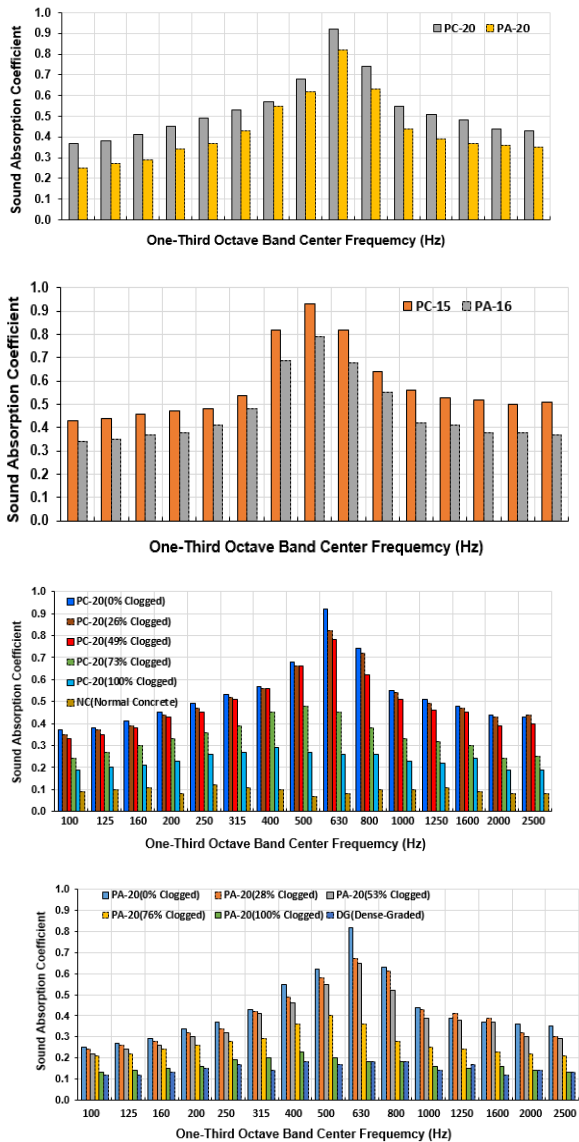 Sound Absorption Coefficient
1.0
0.9
0.8
0.7
0.6
0.5
0.4
0.3
0.2
0.1
0.0
PC-20 PA-20
One-Third Octave Band Center Frequemcy (Hz)
Sound Absorption Coefficient
1.0
0.9
0.8
0.7
0.6
0.5
0.4
0.3
0.2
0.1
0.0
PC-15 PA-16
One-Third Octave Band Center Frequemcy (Hz)
Sound Absorption Coefficient
1.0
0.9
0.8
0.7
0.6
0.5
0.4
0.3
0.2
0.1
0.0
PC-20(0% Clogged)
PC-20(26% Clogged)
PC-20(49% Clogged)
PC-20(73% Clogged)
PC-20(100% Clogged)
NC(Normal Concrete)
100 125 160 200 250 315 400 500 630 800 1000 1250 1600 2000 2500
One-Third Octave Band Center Frequemcy (Hz)
Sound Absorption Coefficient
1.0
0.9
0.8
0.7
0.6
0.5
0.4
0.3
0.2
0.1
0.0
PA-20(0% Clogged) PA-20(28% Clogged) PA-20(53% Clogged)
PA-20(76% Clogged) PA-20(100% Clogged) DG(Dense-Graded)
100 125 160 200 250 315 400 500 630 800 1000 1250 1600 2000 2500
One-Third Octave Band Center Frequemcy (Hz)